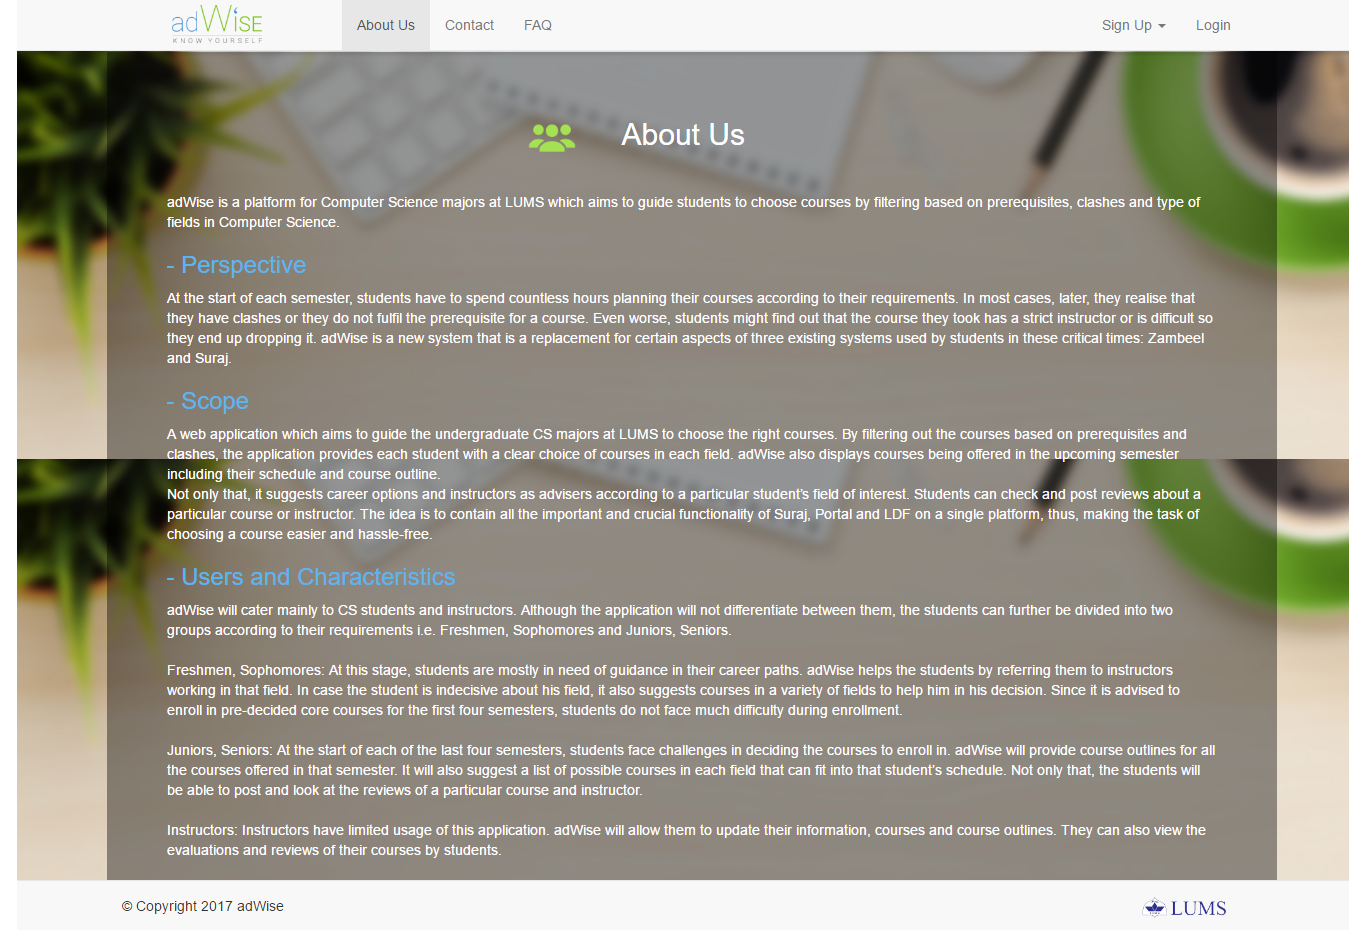 adWise
KNOW YOURSELF
About Us
Contact
FAQ
Sign Up
Login
About Us
adWise is a platform for Computer Science majors at LUMS which aims to guide students to choose courses by filtering based on prerequisites, clashes and type of
fields in Computer Science.
- Perspective
At the start of each semester, students have to spend countless hours planning their courses according to their requirements. In most cases, later, they realise that
they have clashes or they do not fulfil the prerequisite for a course. Even worse, students might find out that the course they took has a strict instructor or is difficult so
they end up dropping it. adWise is a new system that is a replacement for certain aspects of three existing systems used by students in these critical times: Zambeel
and Suraj.
- Scope
A web application which aims to guide the undergraduate CS majors at LUMS to choose the right courses. By filtering out the courses based on prerequisites and
clashes, the application provides each student with a clear choice of courses in each field. adWise also displays courses being offered in the upcoming semester
including their schedule and course outline.
Not only that, it suggests career options and instructors as advisers according to a particular student's field of interest. Students can check and post reviews about a
particular course or instructor. The idea is to contain all the important and crucial functionality of Suraj, Portal and LDF on a single platform, thus, making the task of
choosing a course easier and hassle-free.
- Users and Characteristics
adWise will cater mainly to CS students and instructors. Although the application will not differentiate between them, the students can further be divided into two
groups according to their requirements i.e. Freshmen, Sophomores and Juniors, Seniors.
Freshmen, Sophomores: At this stage, students are mostly in need of guidance in their career paths. adWise helps the students by referring them to instructors
working in that field. In case the student is indecisive about his field, it also suggests courses in a variety of fields to help him in his decision. Since it is advised to
enroll in pre-decided core courses for the first four semesters, students do not face much difficulty during enrollment.
Juniors, Seniors: At the start of each of the last four semesters, students face challenges in deciding the courses to enroll in. adWise will provide course outlines for all
the courses offered in that semester. It will also suggest a list of possible courses in each field that can fit into that student's schedule. Not only that, the students will
be able to post and look at the reviews of a particular course and instructor.
Instructors: Instructors have limited usage of this application. adWise will allow them to update their information, courses and course outlines. They can also view the
evaluations and reviews of their courses by students.
© Copyright 2017 adWise
LUMS